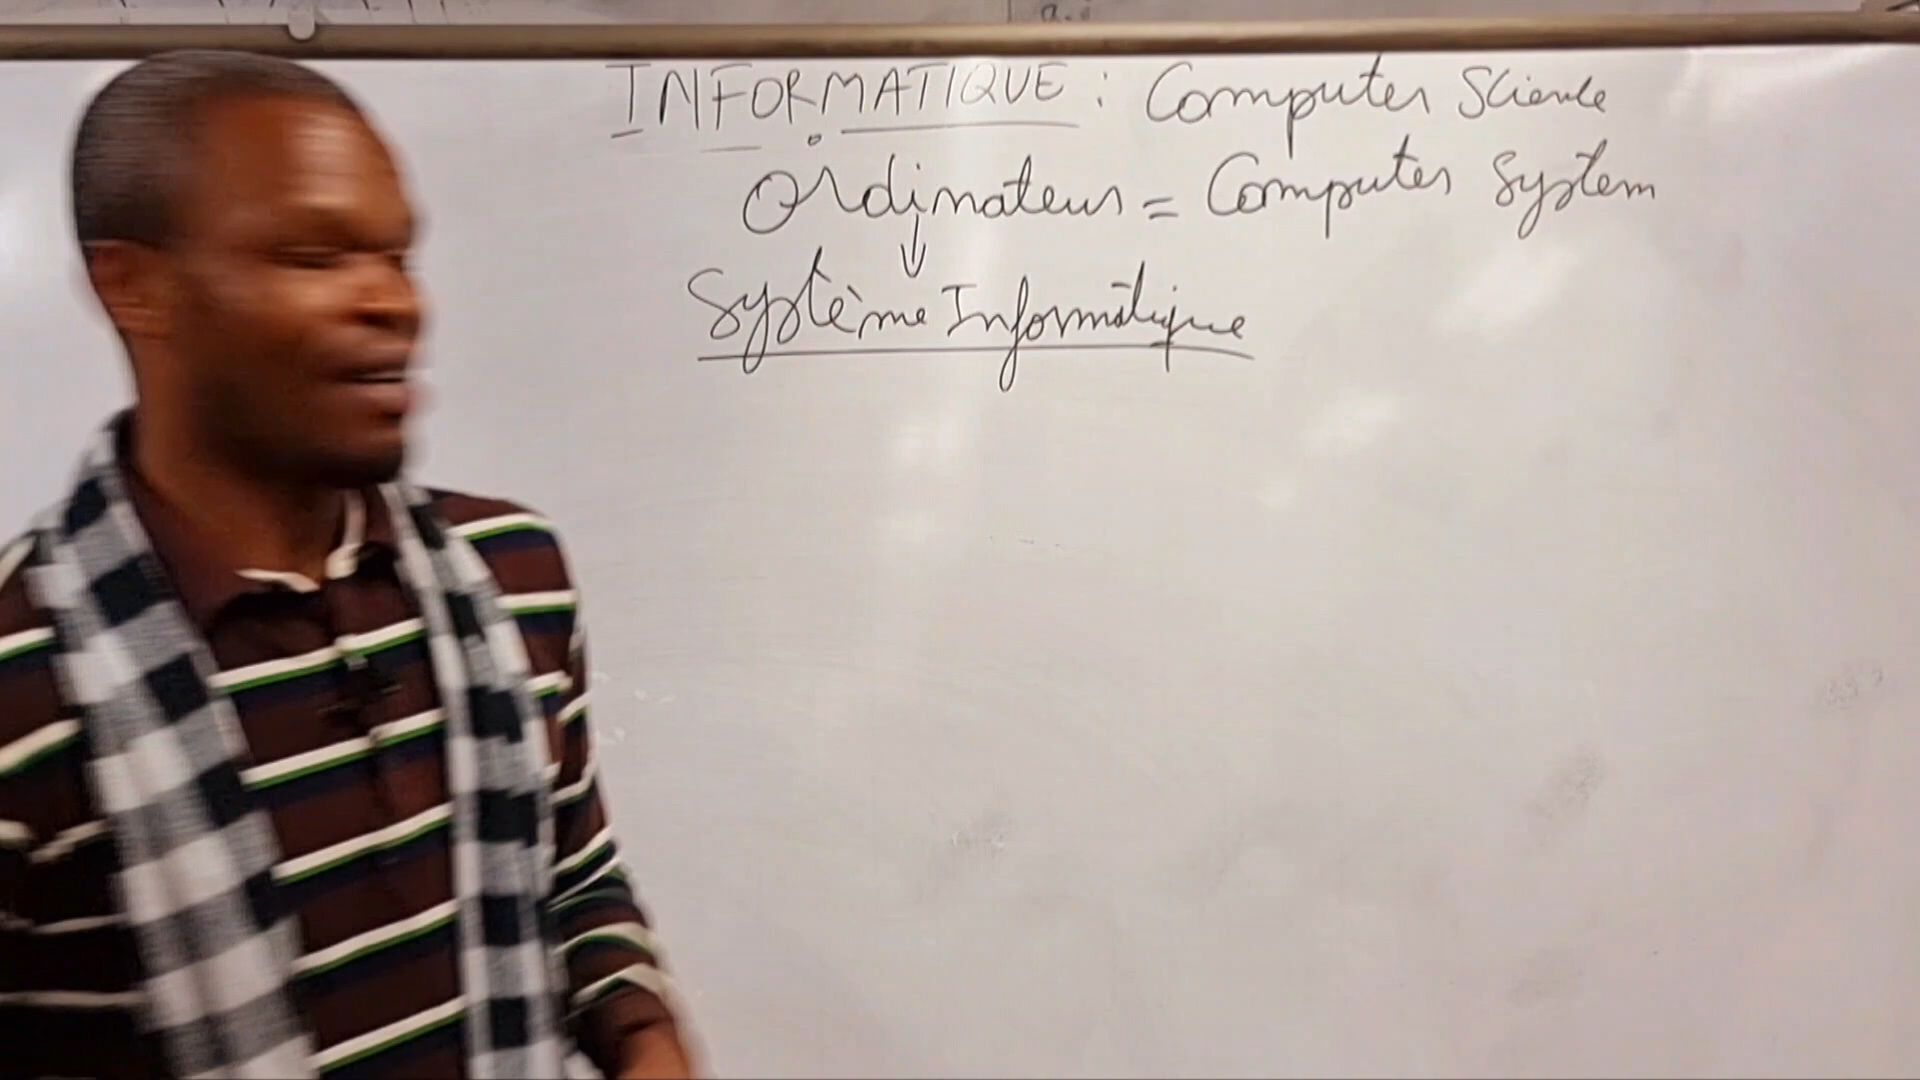 INFORMATIQUE : Computer Science
Ordinateur = Computer System
↓
Système Informatique